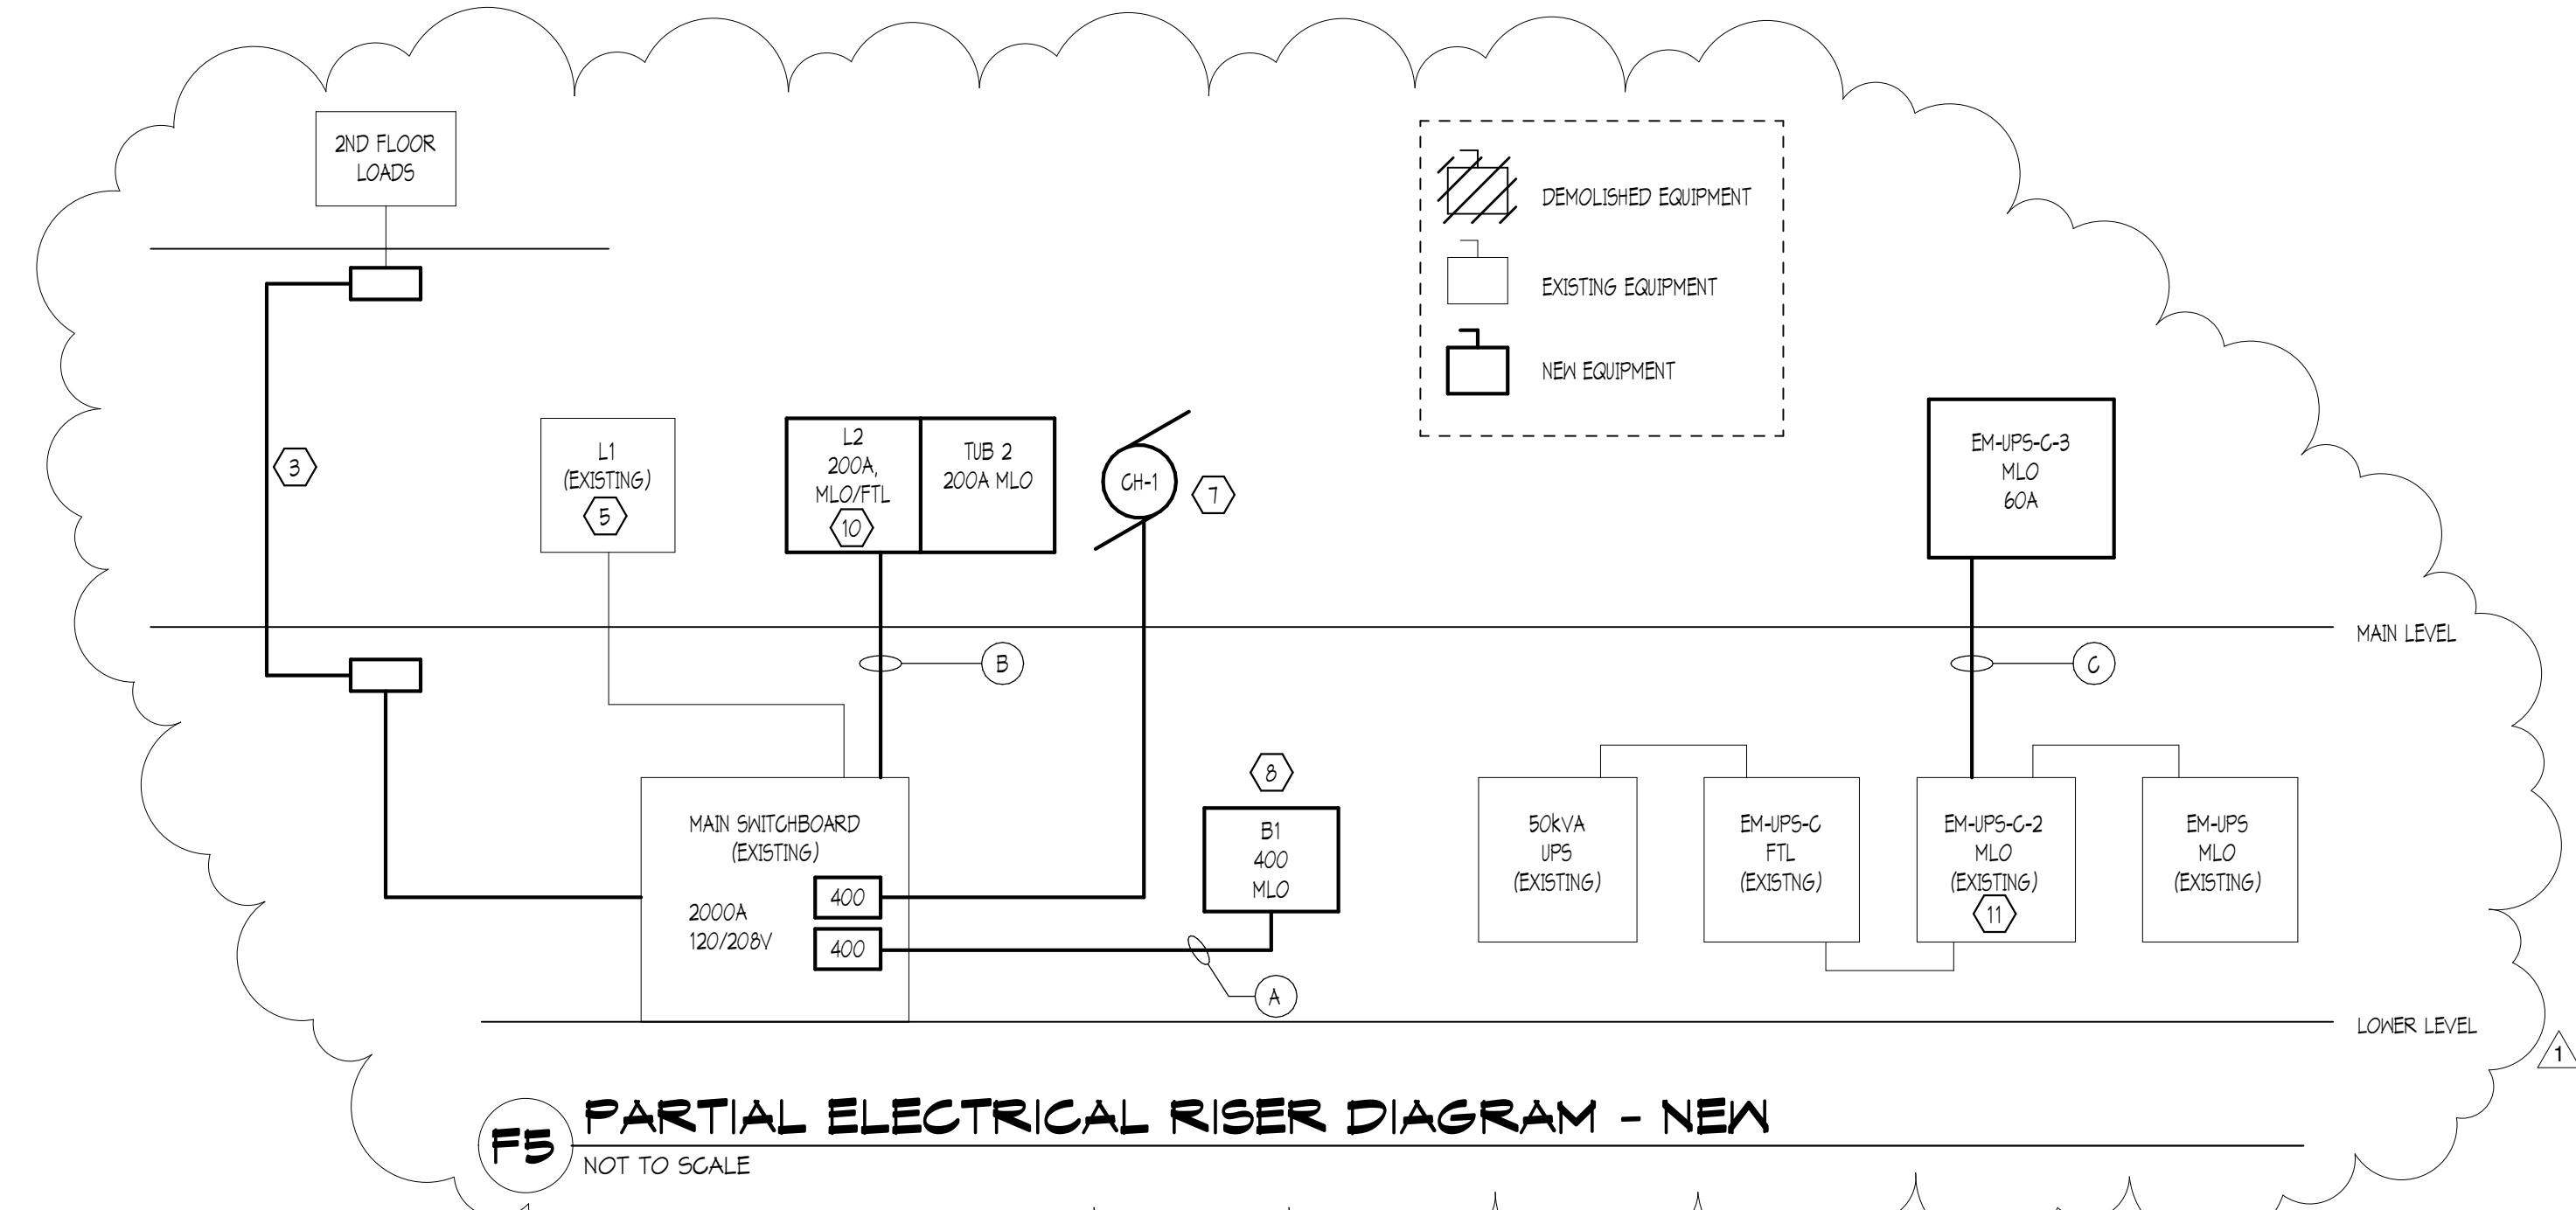 2ND FLOOR
LOADS
DEMOLISHED EQUIPMENT
EXISTING EQUIPMENT
NEW EQUIPMENT
3
L1
(EXISTING)
5
L2
200A,
MLO/FTL
10
TUB 2
200A MLO
CH-1
7
EM-UPS-C-3
MLO
60A
MAIN LEVEL
B
C
MAIN SWITCHBOARD
(EXISTING)
2000A
120/208V
400
400
8
B1
400
MLO
A
50kVA
UPS
(EXISTING)
EM-UPS-C
FTL
(EXISTNG)
EM-UPS-C-2
MLO
(EXISTING)
11
EM-UPS
MLO
(EXISTING)
LOWER LEVEL
1
F5
PARTIAL ELECTRICAL RISER DIAGRAM - NEW
NOT TO SCALE